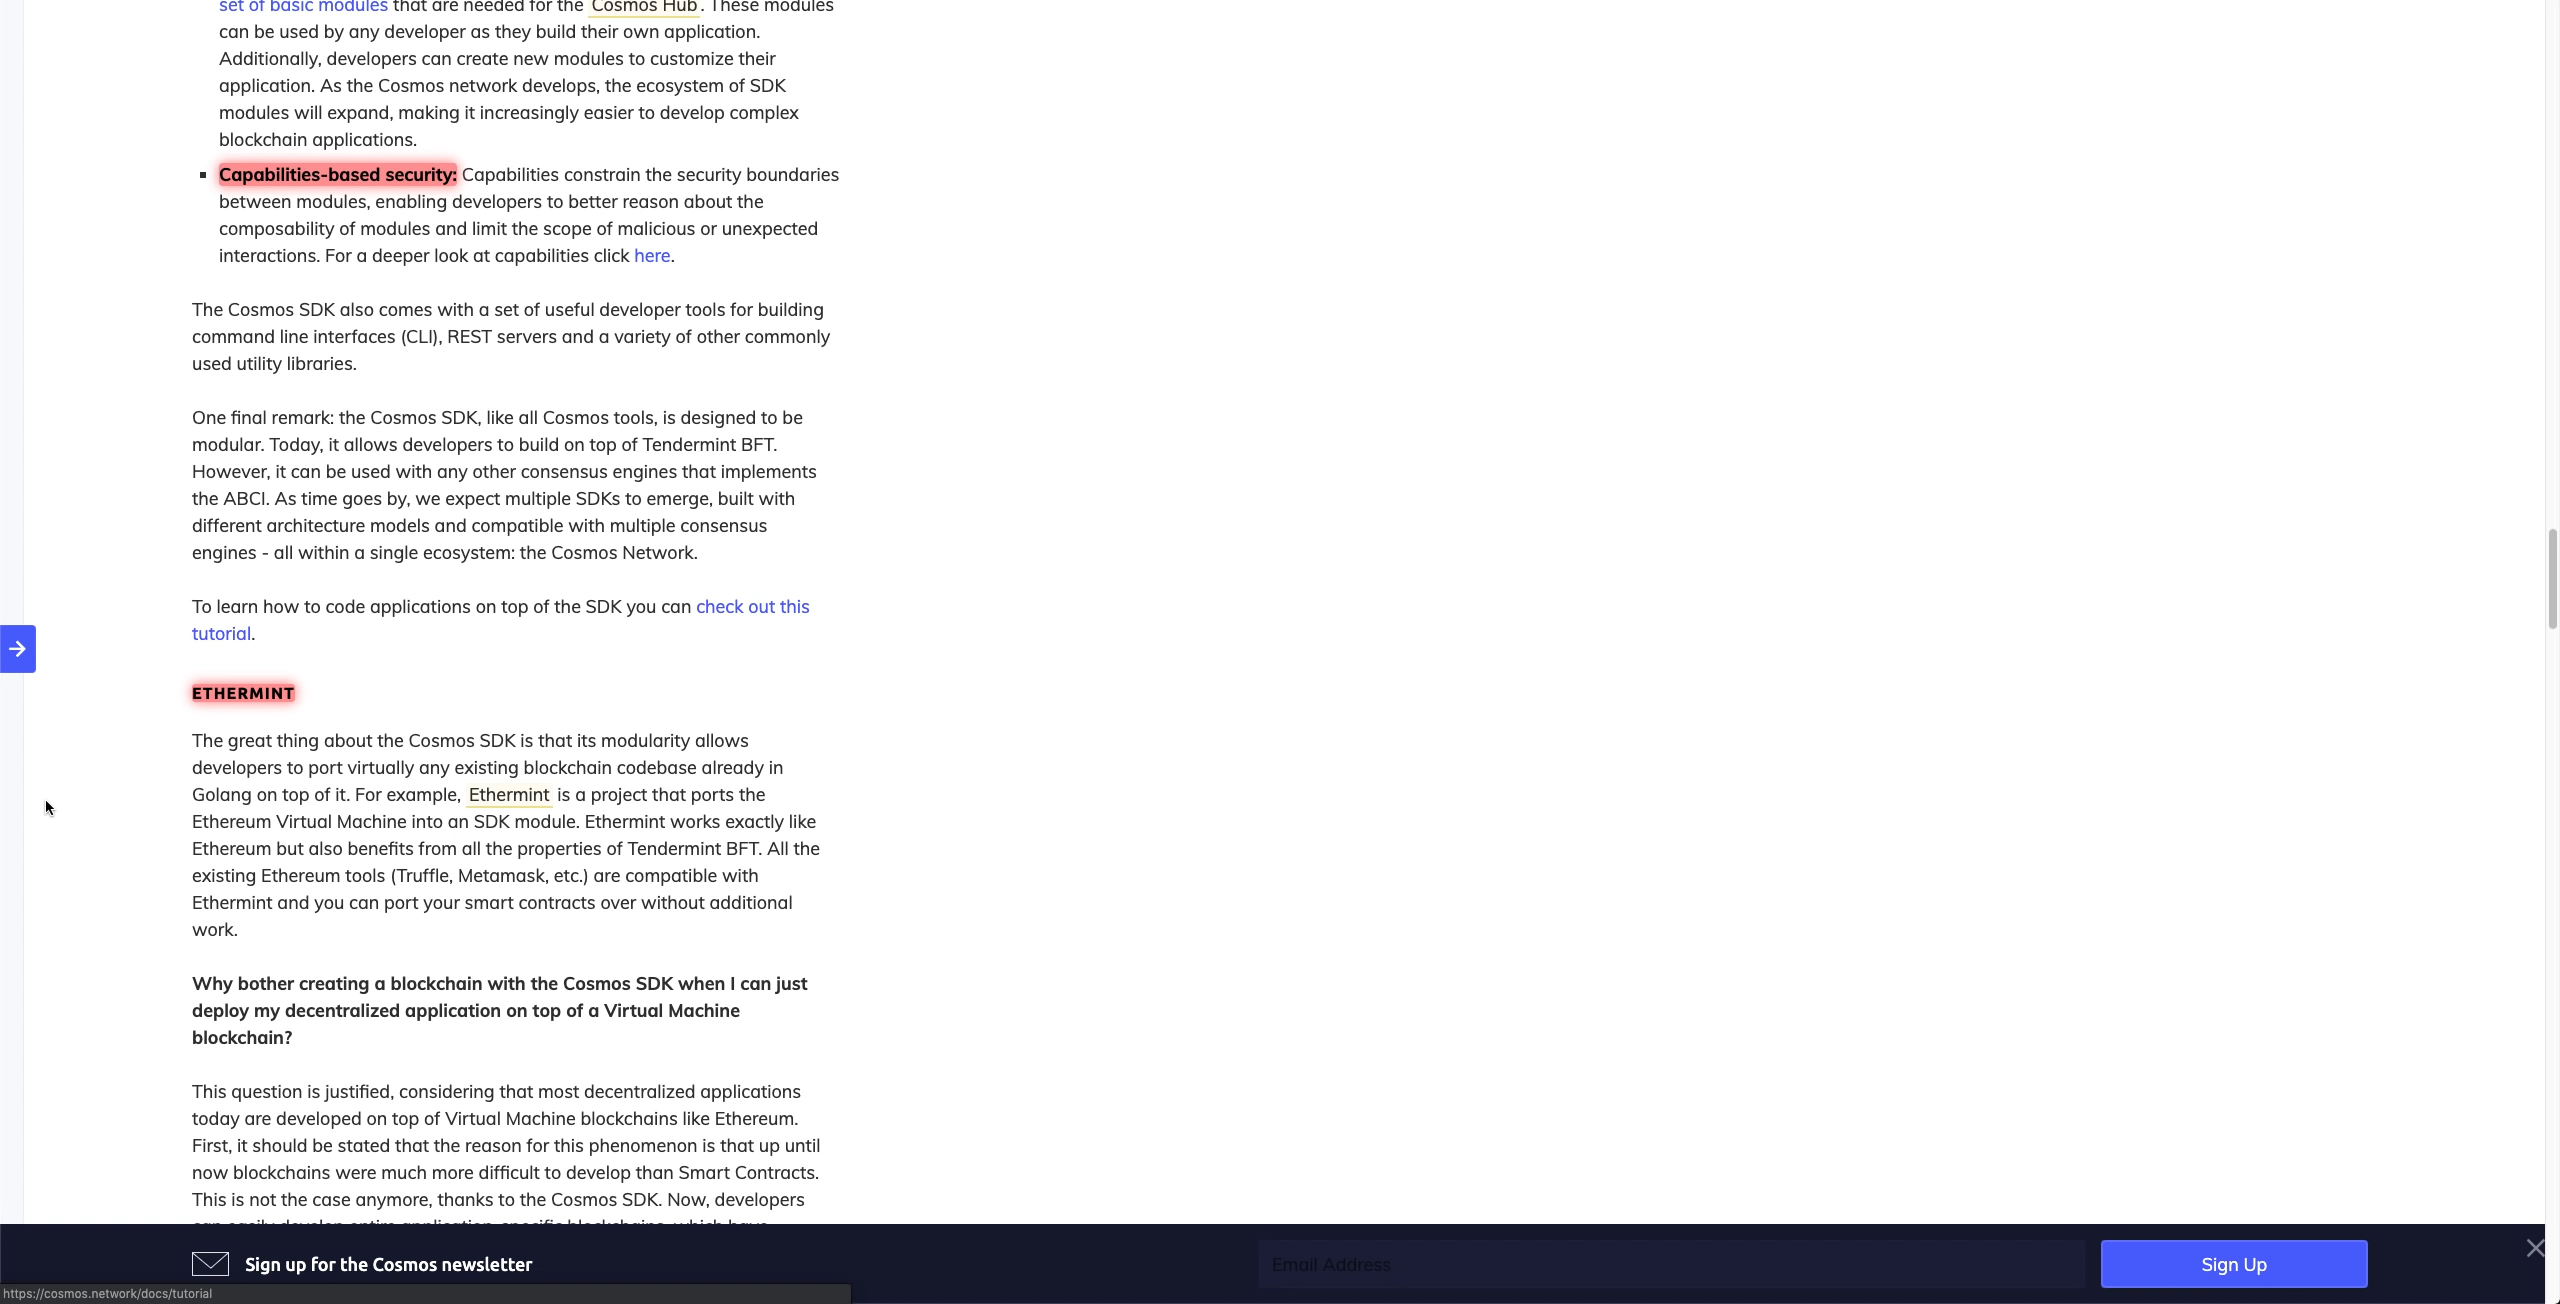 set of basic modules that are needed for the Cosmos Hub. These modules
can be used by any developer as they build their own application.
Additionally, developers can create new modules to customize their
application. As the Cosmos network develops, the ecosystem of SDK
modules will expand, making it increasingly easier to develop complex
blockchain applications.
Capabilities-based security: Capabilities constrain the security boundaries
between modules, enabling developers to better reason about the
composability of modules and limit the scope of malicious or unexpected
interactions. For a deeper look at capabilities click here.
The Cosmos SDK also comes with a set of useful developer tools for building
command line interfaces (CLI), REST servers and a variety of other commonly
used utility libraries.
One final remark: the Cosmos SDK, like all Cosmos tools, is designed to be
modular. Today, it allows developers to build on top of Tendermint BFT.
However, it can be used with any other consensus engines that implements
the ABCI. As time goes by, we expect multiple SDKs to emerge, built with
different architecture models and compatible with multiple consensus
engines - all within a single ecosystem: the Cosmos Network.
To learn how to code applications on top of the SDK you can check out this
tutorial.
ETHERMINT
The great thing about the Cosmos SDK is that its modularity allows
developers to port virtually any existing blockchain codebase already in
Golang on top of it. For example, Ethermint is a project that ports the
Ethereum Virtual Machine into an SDK module. Ethermint works exactly like
Ethereum but also benefits from all the properties of Tendermint BFT. All the
existing Ethereum tools (Truffle, Metamask, etc.) are compatible with
Ethermint and you can port your smart contracts over without additional
work.
Why bother creating a blockchain with the Cosmos SDK when I can just
deploy my decentralized application on top of a Virtual Machine
blockchain?
This question is justified, considering that most decentralized applications
today are developed on top of Virtual Machine blockchains like Ethereum.
First, it should be stated that the reason for this phenomenon is that up until
now blockchains were much more difficult to develop than Smart Contracts.
This is not the case anymore, thanks to the Cosmos SDK. Now, developers
can easily develop entire application-specific blockchains, which have
Sign up for the Cosmos newsletter
Email Address
Sign Up
https://cosmos.network/docs/tutorial